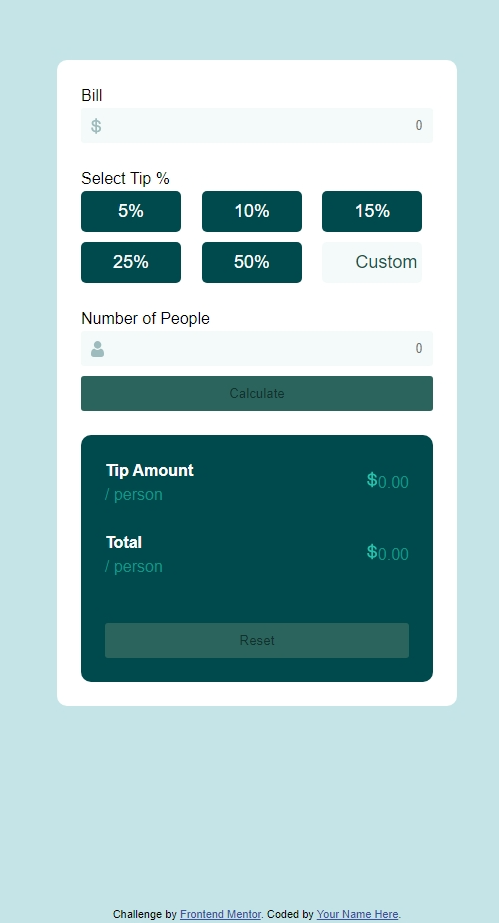 Bill
$ 0
Select Tip %
5% 10% 15%
25% 50% Custom
Number of People
0
Calculate
Tip Amount
/ person $0.00
Total
/ person $0.00
Reset
Challenge by Frontend Mentor. Coded by Your Name Here.